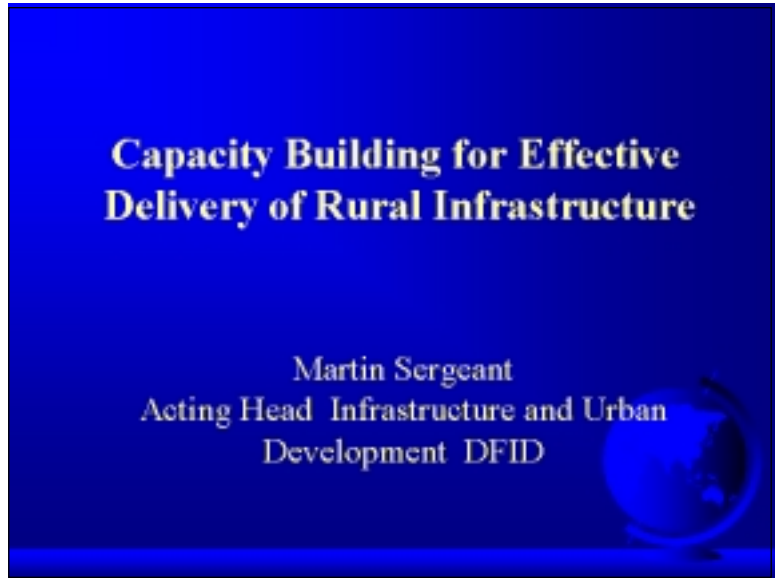 Capacity Building for Effective
Delivery of Rural Infrastructure
Martin Sergeant
Acting Head Infrastructure and Urban
Development DFID